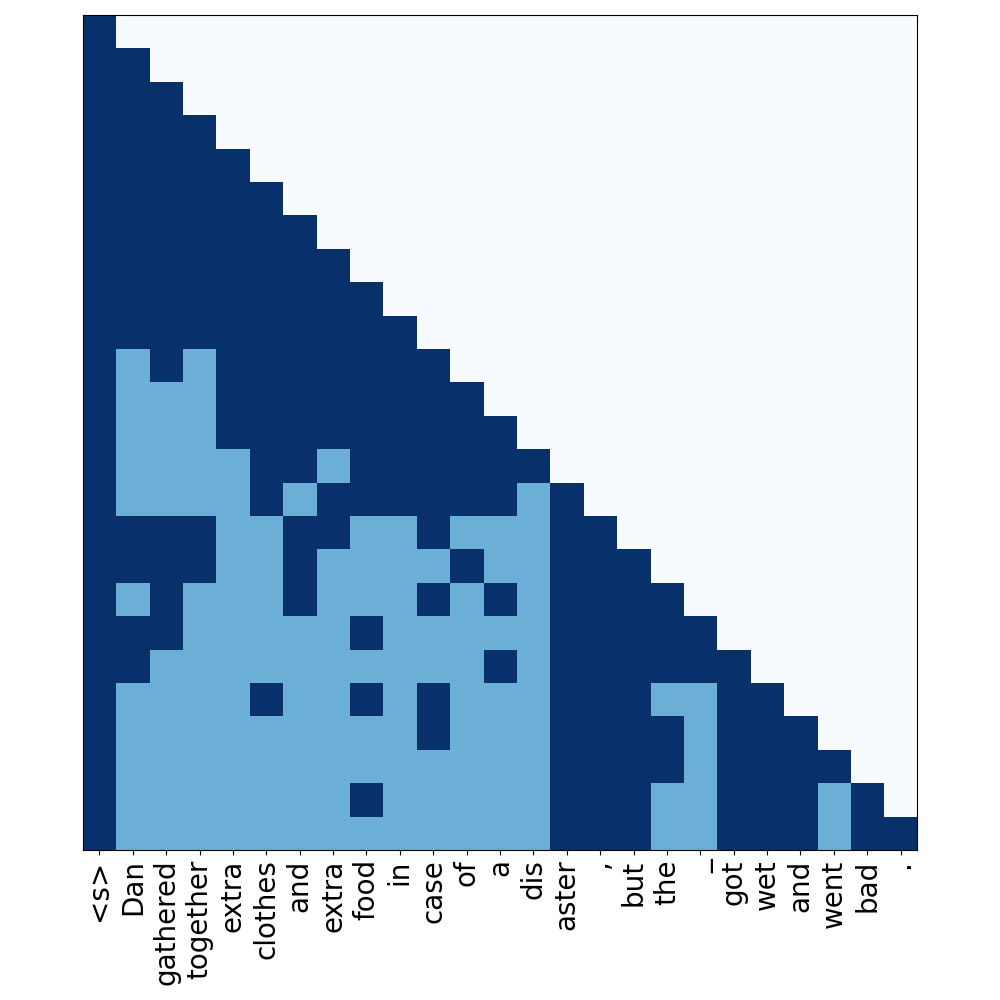 <s>
Dan
gathered
together
extra
clothes
and
extra
food
in
case
of
a
dis
aster
,
but
the
_
got
wet
and
went
bad
.